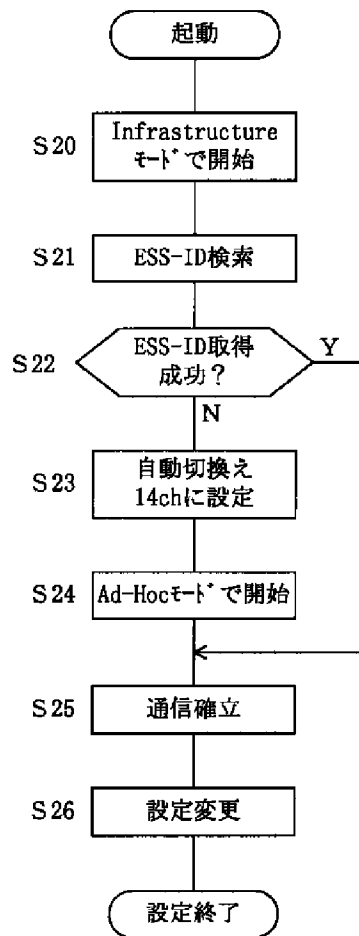 起動
S20
Infrastructure
ﾓｰﾄﾞで開始
S21
ESS-ID検索
S22
ESS-ID取得
成功？
Y
N
S23
自動切換え
14chに設定
S24
Ad-Hocﾓｰﾄﾞで開始
S25
通信確立
S26
設定変更
設定終了